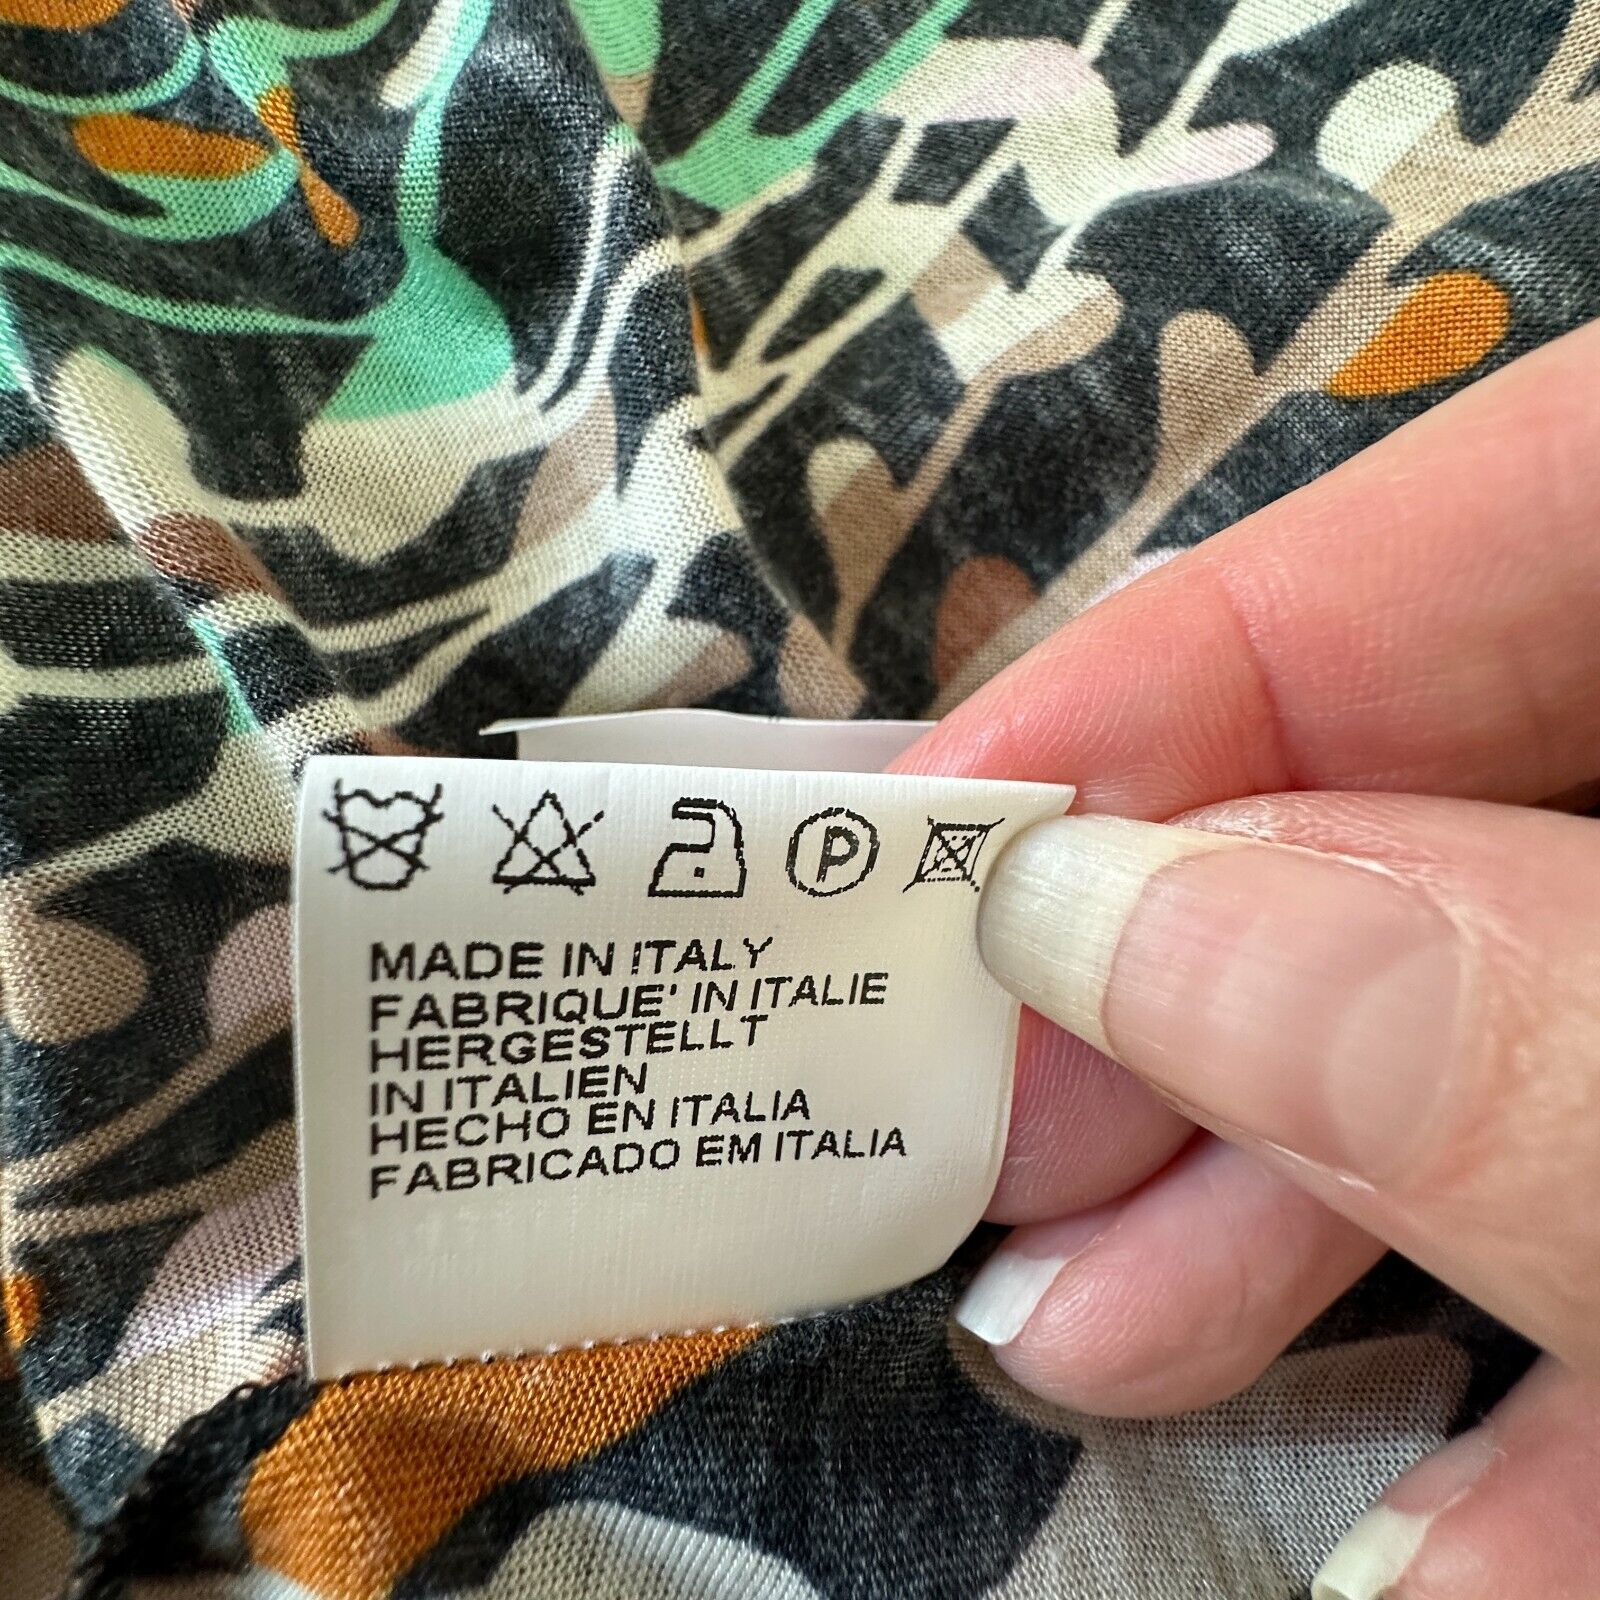 P
MADE IN ITALY
FABRIQUE' IN ITALIE
HERGESTELLT
IN ITALIEN
HECHO EN ITALIA
FABRICADO EM ITALIA